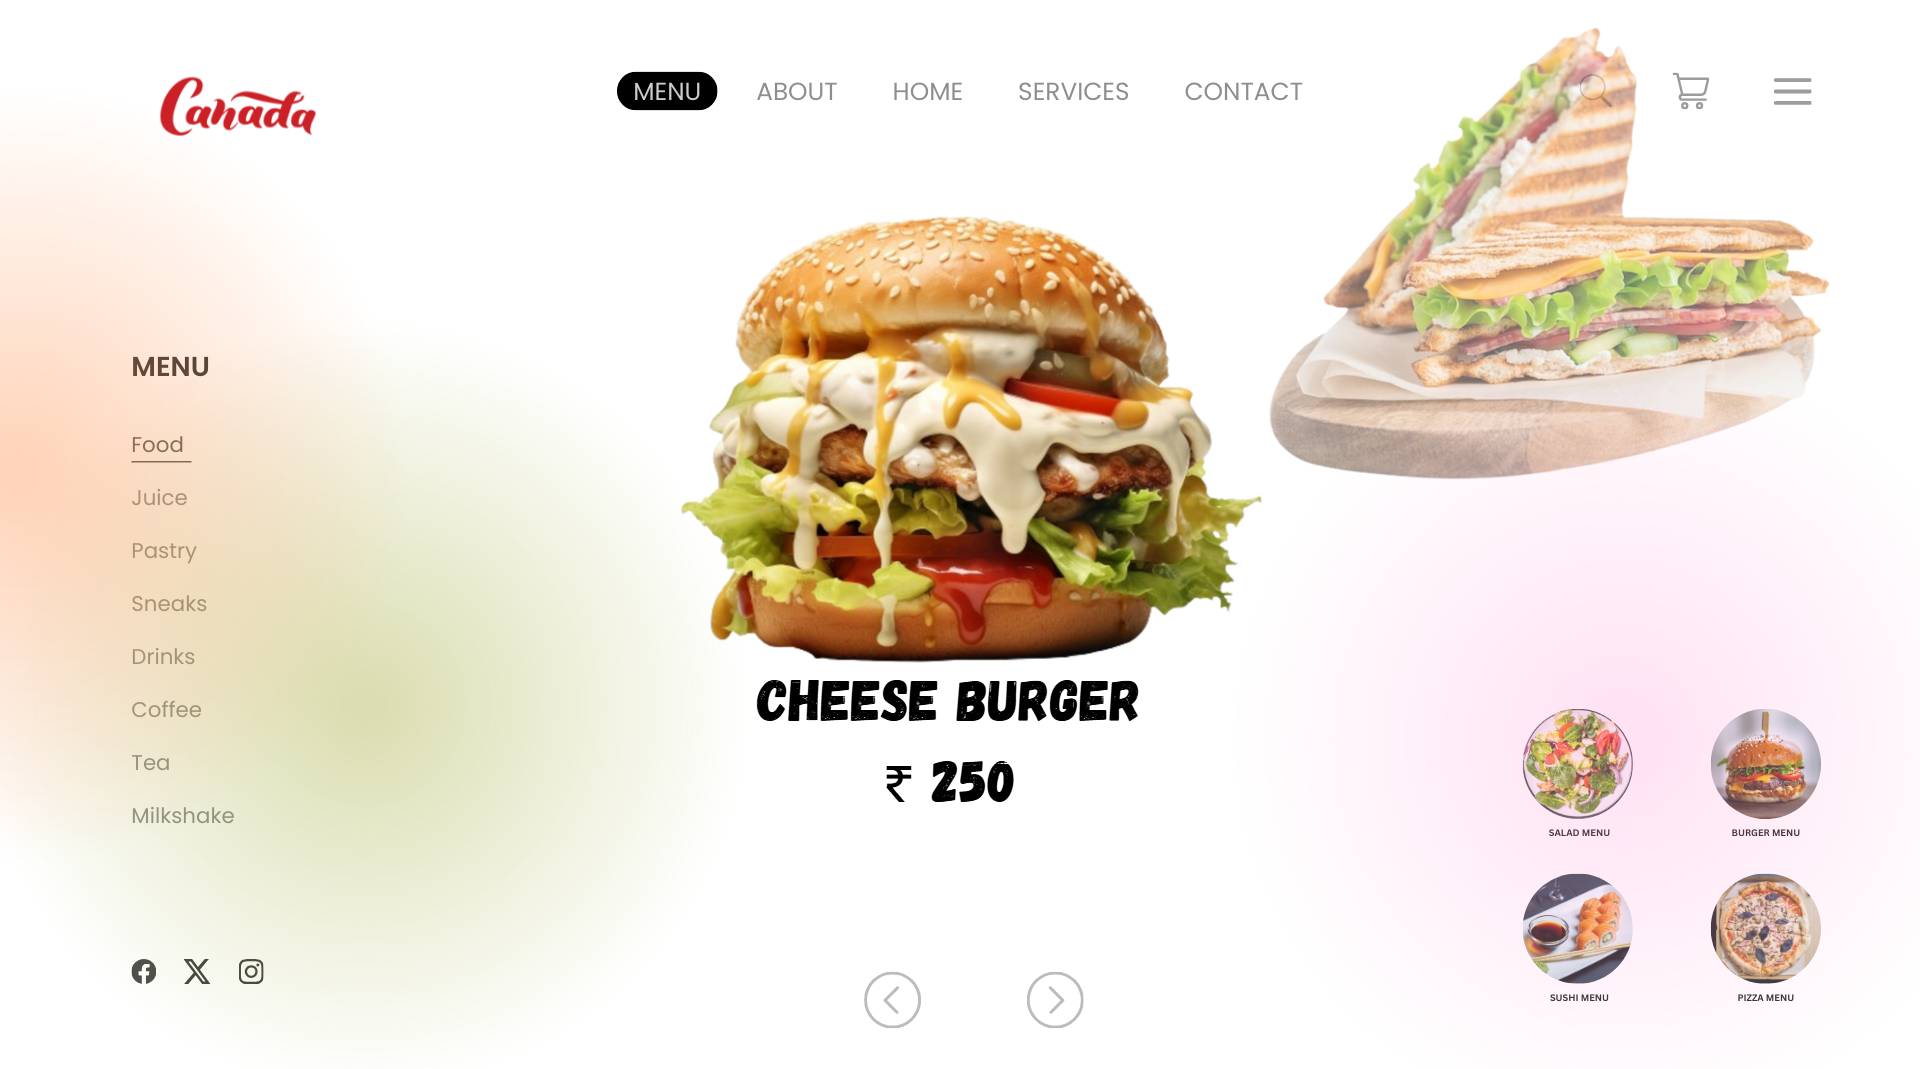 Canada
MENU ABOUT HOME SERVICES CONTACT
MENU
Food
Juice
Pastry
Sneaks
Drinks
Coffee
Tea
Milkshake
CHEESE BURGER
₹ 250
SALAD MENU
BURGER MENU
SUSHI MENU
PIZZA MENU